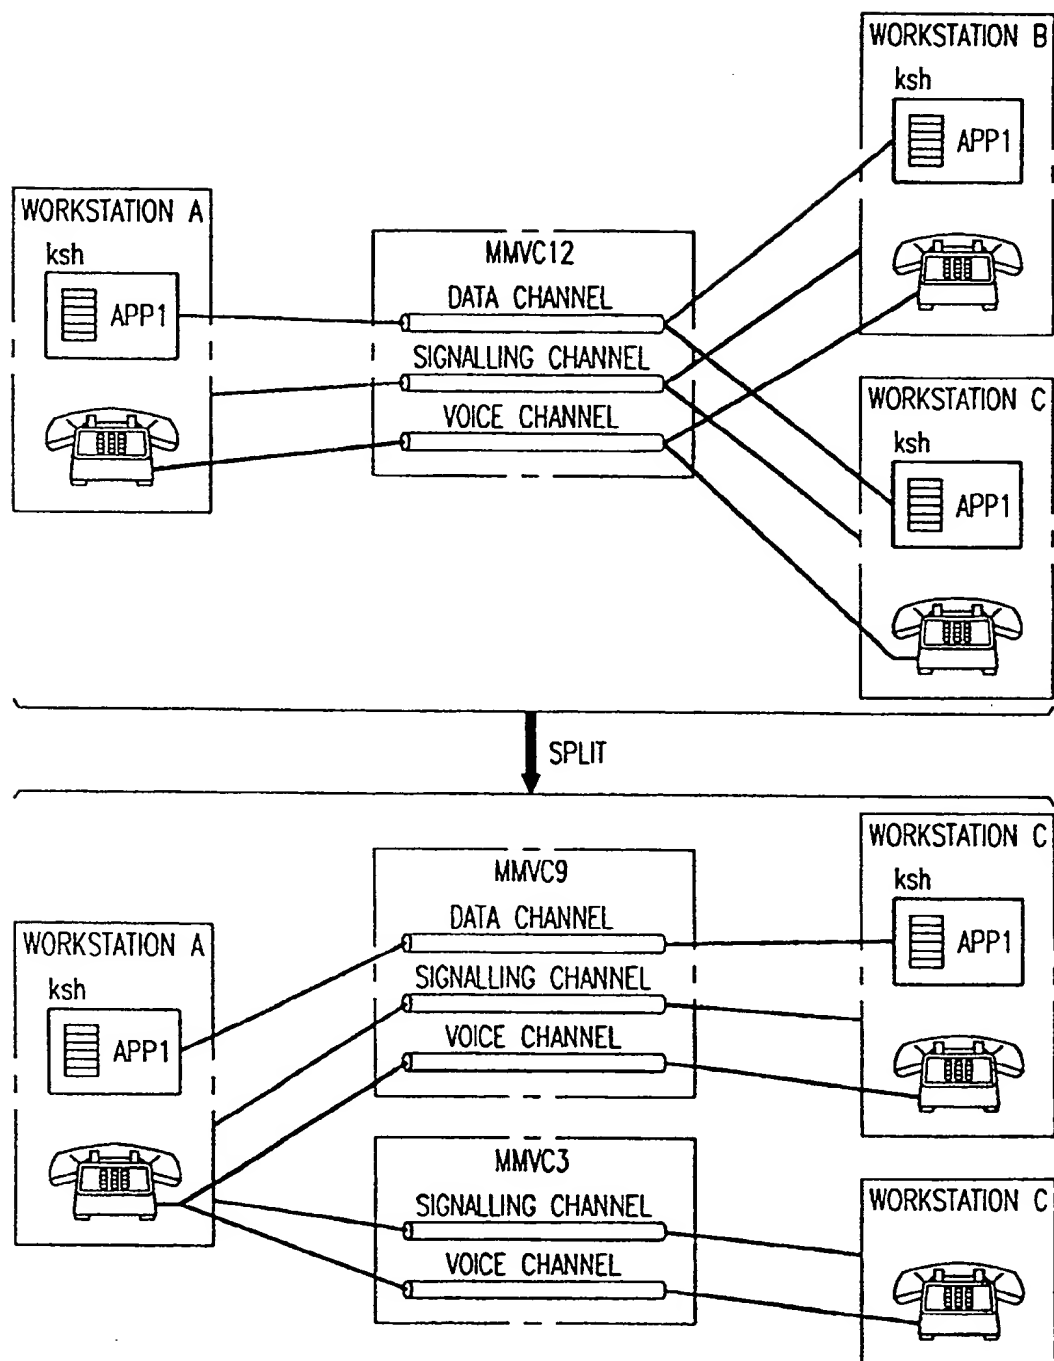 WORKSTATION B
ksh
APP1
WORKSTATION A
ksh
APP1
MMVC12
DATA CHANNEL
SIGNALLING CHANNEL
VOICE CHANNEL
WORKSTATION C
ksh
APP1
SPLIT
WORKSTATION A
ksh
APP1
MMVC9
DATA CHANNEL
SIGNALLING CHANNEL
VOICE CHANNEL
WORKSTATION C
ksh
APP1
MMVC3
SIGNALLING CHANNEL
VOICE CHANNEL
WORKSTATION C